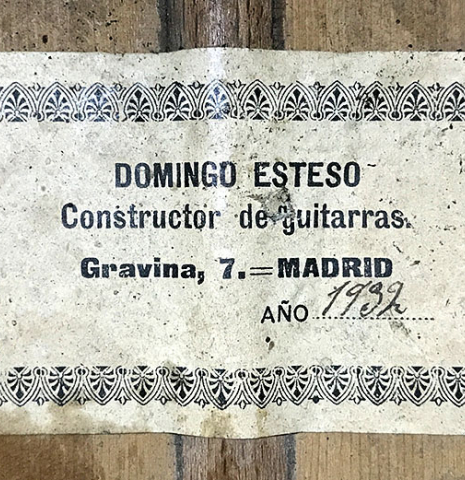 DOMINGO ESTESO
Constructor de guitarras.
Gravina, 7.=MADRID
AÑO 1932